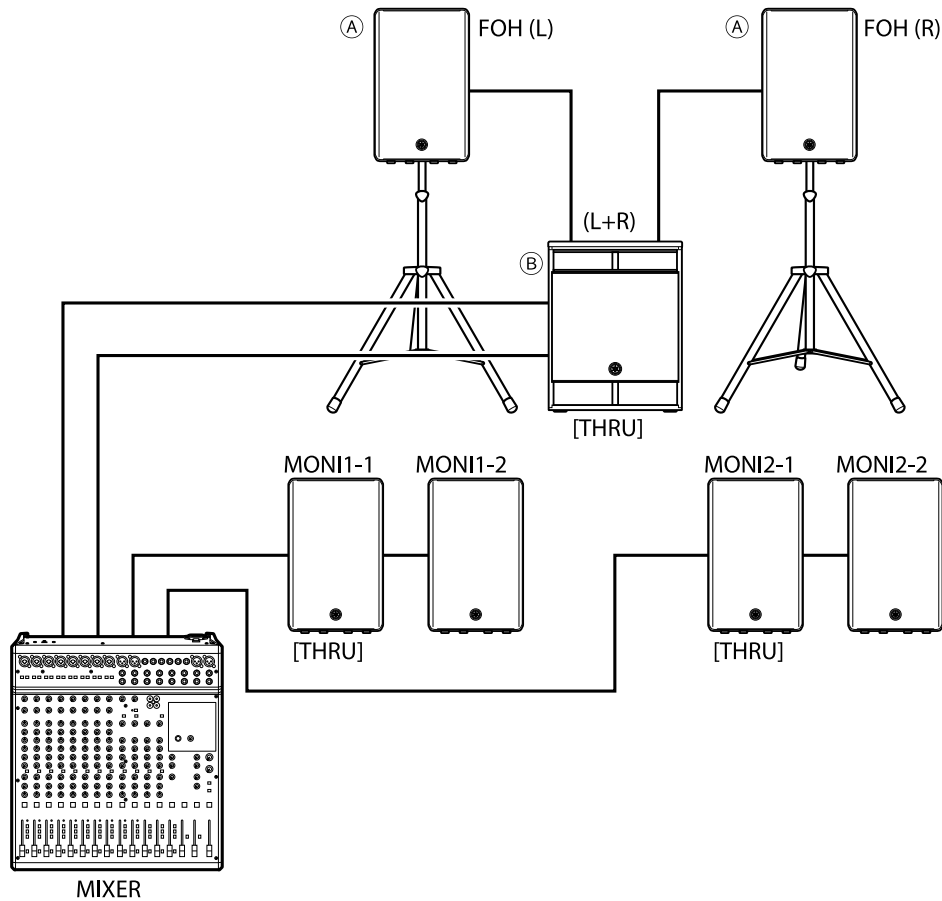 Ⓐ FOH (L)
Ⓐ FOH (R)
(L+R)
Ⓑ
[THRU]
MONI1-1
MONI1-2
MONI2-1
MONI2-2
[THRU]
[THRU]
MIXER